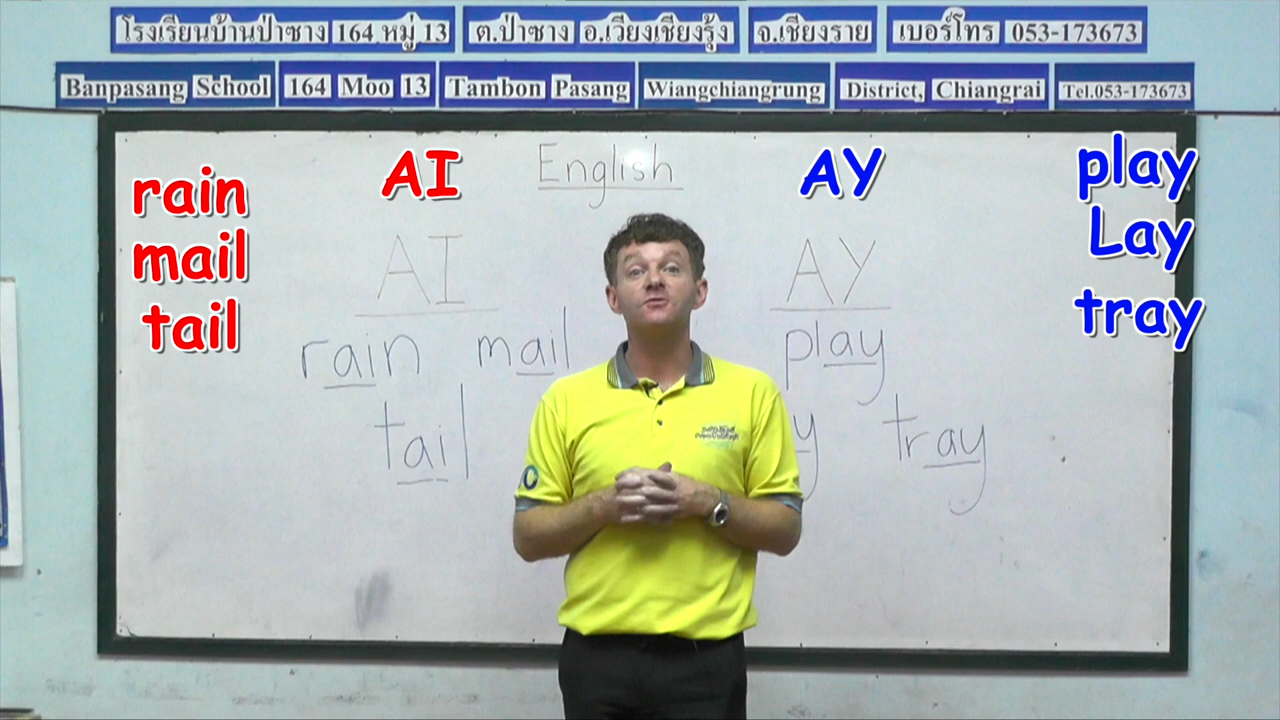 โรงเรียนบ้านป่าซาง 164 หมู่ 13 ต.ป่าซาง อ.เวียงเชียงรุ้ง จ.เชียงราย เบอร์โทร 053-173673
Banpasang School 164 Moo 13 Tambon Pasang Wiangchiangrung District, Chiangrai Tel.053-173673
English
AI AY
rain
mail
tail
play
Lay
tray
AI AY
rain mail play
tail y tray